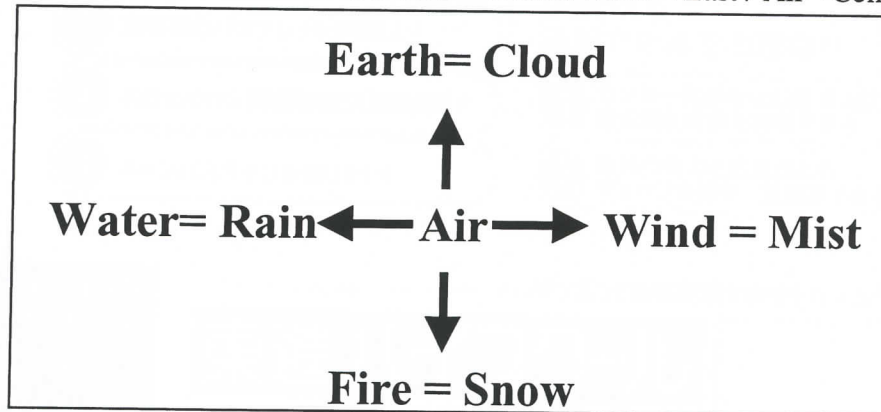 Earth= Cloud
Water= Rain Air Wind = Mist
Fire = Snow